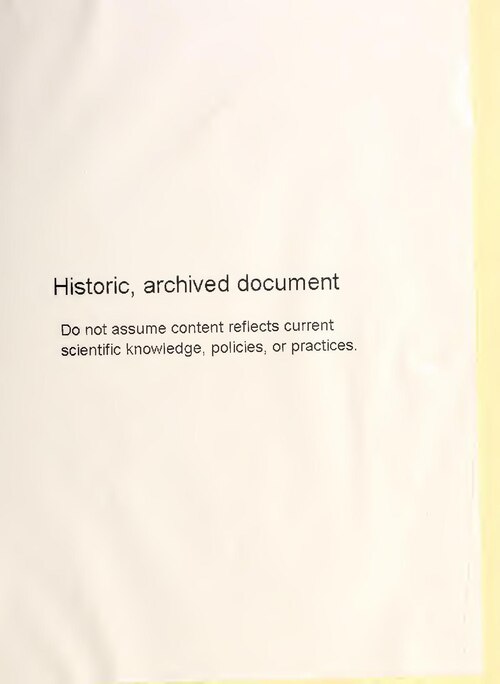 Historic, archived document
Do not assume content reflects current
scientific knowledge, policies, or practices.